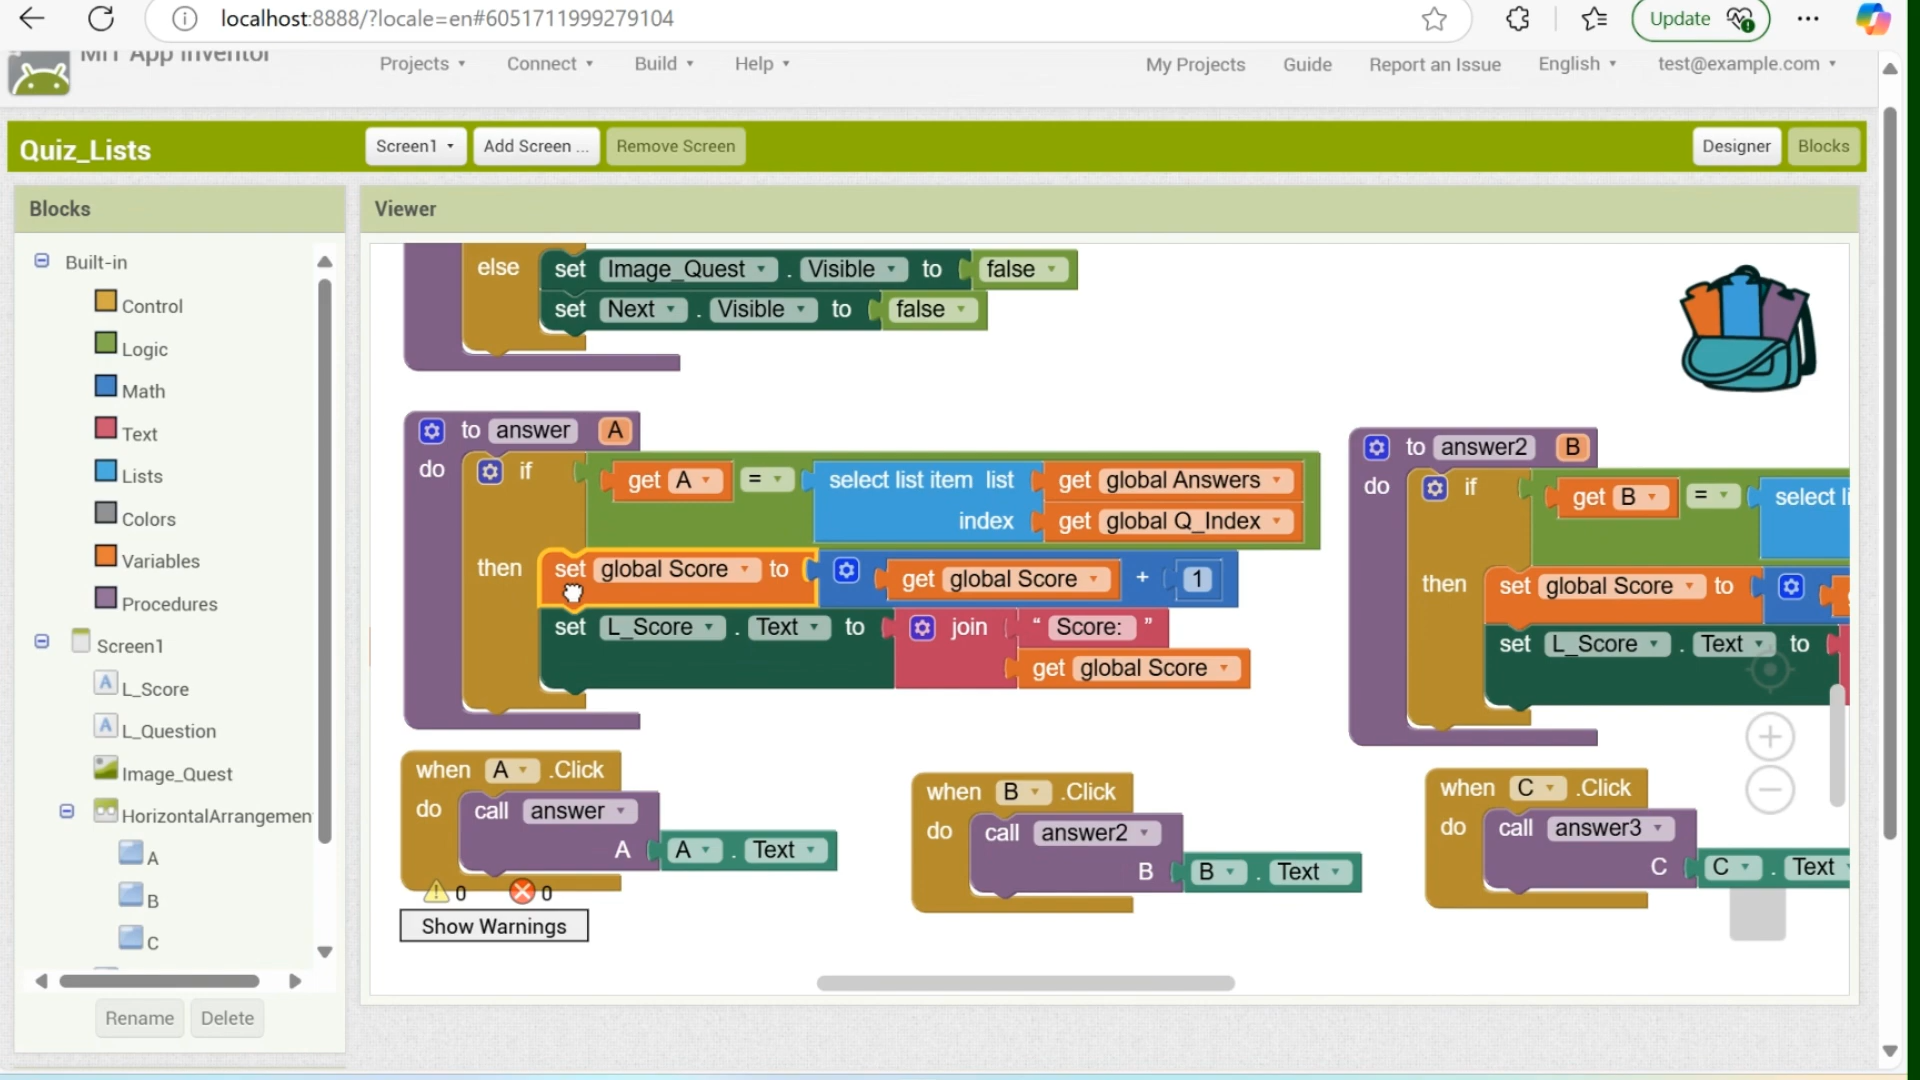 localhost:8888/?locale=en#6051711999279104
Update
MIT App Inventor
Projects
Connect
Build
Help
My Projects
Guide
Report an Issue
English
test@example.com
Quiz_Lists
Screen1
Add Screen ...
Remove Screen
Designer
Blocks
Blocks
Viewer
Built-in
Control
Logic
Math
Text
Lists
Colors
Variables
Procedures
Screen1
L_Score
L_Question
Image_Quest
HorizontalArrangemen
A
B
C
Rename
Delete
else set Image_Quest . Visible to false
set Next . Visible to false
to answer A
do if get A = select list item list get global Answers
index get global Q_Index
then set global Score to get global Score + 1
set L_Score . Text to join " Score: "
get global Score
to answer2 B
do if get B = select li
then set global Score to
set L_Score . Text to
when A .Click
do call answer
A A . Text
when B .Click
do call answer2
B B . Text
when C .Click
do call answer3
C C . Text
0 0
Show Warnings